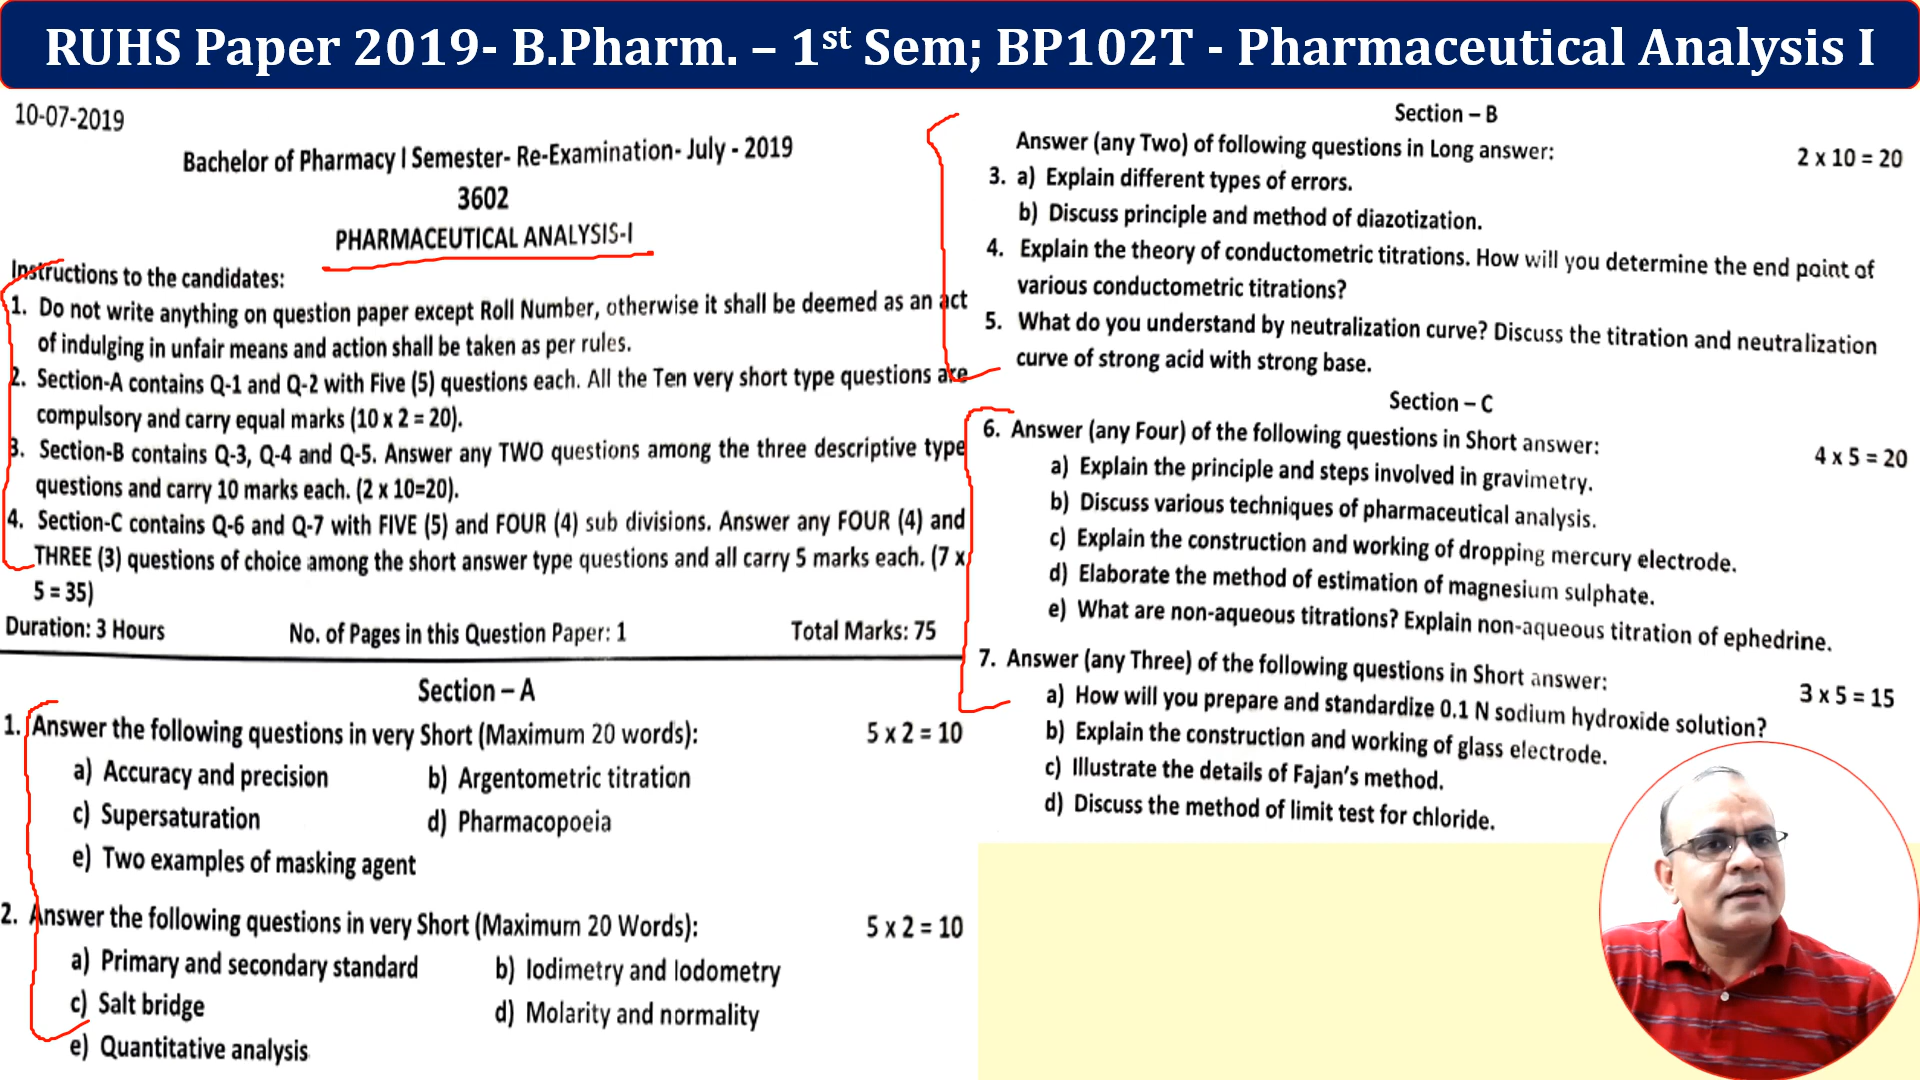 RUHS Paper 2019- B.Pharm. – 1st Sem; BP102T - Pharmaceutical Analysis I
10-07-2019
Bachelor of Pharmacy I Semester- Re-Examination- July - 2019
3602
PHARMACEUTICAL ANALYSIS-I
Instructions to the candidates:
1. Do not write anything on question paper except Roll Number, otherwise it shall be deemed as an act
of indulging in unfair means and action shall be taken as per rules.
2. Section-A contains Q-1 and Q-2 with Five (5) questions each. All the Ten very short type questions are
compulsory and carry equal marks (10 x 2 = 20).
3. Section-B contains Q-3, Q-4 and Q-5. Answer any TWO questions among the three descriptive type
questions and carry 10 marks each. (2 x 10=20).
4. Section-C contains Q-6 and Q-7 with FIVE (5) and FOUR (4) sub divisions. Answer any FOUR (4) and
THREE (3) questions of choice among the short answer type questions and all carry 5 marks each. (7 x
5 = 35)
Duration: 3 Hours No. of Pages in this Question Paper: 1 Total Marks: 75
Section – A
1. Answer the following questions in very Short (Maximum 20 words): 5 x 2 = 10
a) Accuracy and precision b) Argentometric titration
c) Supersaturation d) Pharmacopoeia
e) Two examples of masking agent
2. Answer the following questions in very Short (Maximum 20 Words): 5 x 2 = 10
a) Primary and secondary standard b) Iodimetry and Iodometry
c) Salt bridge d) Molarity and normality
e) Quantitative analysis
Section – B
Answer (any Two) of following questions in Long answer: 2 x 10 = 20
3. a) Explain different types of errors.
b) Discuss principle and method of diazotization.
4. Explain the theory of conductometric titrations. How will you determine the end point of
various conductometric titrations?
5. What do you understand by neutralization curve? Discuss the titration and neutralization
curve of strong acid with strong base.
Section – C
6. Answer (any Four) of the following questions in Short answer: 4 x 5 = 20
a) Explain the principle and steps involved in gravimetry.
b) Discuss various techniques of pharmaceutical analysis.
c) Explain the construction and working of dropping mercury electrode.
d) Elaborate the method of estimation of magnesium sulphate.
e) What are non-aqueous titrations? Explain non-aqueous titration of ephedrine.
7. Answer (any Three) of the following questions in Short answer: 3 x 5 = 15
a) How will you prepare and standardize 0.1 N sodium hydroxide solution?
b) Explain the construction and working of glass electrode.
c) Illustrate the details of Fajan's method.
d) Discuss the method of limit test for chloride.